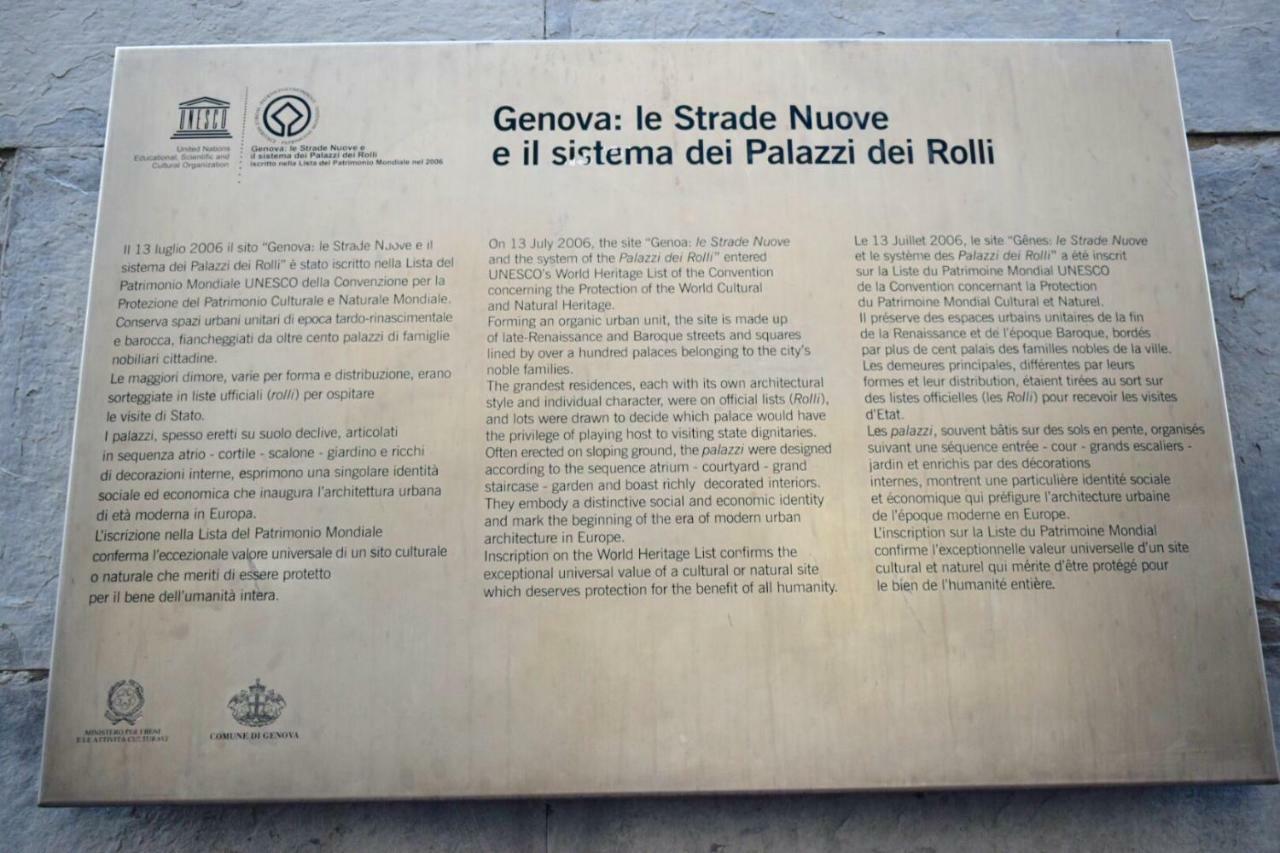 UNESCO
United Nations
Educational, Scientific and
Cultural Organization
Genova: le Strade Nuove e
il sistema dei Palazzi dei Rolli
iscritto nella Lista del Patrimonio Mondiale nel 2006
Genova: le Strade Nuove
e il sistema dei Palazzi dei Rolli
Il 13 luglio 2006 il sito “Genova: le Strade Nuove e il
sistema dei Palazzi dei Rolli” è stato iscritto nella Lista del
Patrimonio Mondiale UNESCO della Convenzione per la
Protezione del Patrimonio Culturale e Naturale Mondiale.
Conserva spazi urbani unitari di epoca tardo-rinascimentale
e barocca, fiancheggiati da oltre cento palazzi di famiglie
nobiliari cittadine.
Le maggiori dimore, varie per forma e distribuzione, erano
sorteggiate in liste ufficiali (rolli) per ospitare
le visite di Stato.
I palazzi, spesso eretti su suolo declive, articolati
in sequenza atrio - cortile - scalone - giardino e ricchi
di decorazioni interne, esprimono una singolare identità
sociale ed economica che inaugura l’architettura urbana
di età moderna in Europa.
L’iscrizione nella Lista del Patrimonio Mondiale
conferma l’eccezionale valore universale di un sito culturale
o naturale che meriti di essere protetto
per il bene dell’umanità intera.
On 13 July 2006, the site “Genoa: le Strade Nuove
and the system of the Palazzi dei Rolli” entered
UNESCO’s World Heritage List of the Convention
concerning the Protection of the World Cultural
and Natural Heritage.
Forming an organic urban unit, the site is made up
of late-Renaissance and Baroque streets and squares
lined by over a hundred palaces belonging to the city’s
noble families.
The grandest residences, each with its own architectural
style and individual character, were on official lists (Rolli),
and lots were drawn to decide which palace would have
the privilege of playing host to visiting state dignitaries.
Often erected on sloping ground, the palazzi were designed
according to the sequence atrium - courtyard - grand
staircase - garden and boast richly decorated interiors.
They embody a distinctive social and economic identity
and mark the beginning of the era of modern urban
architecture in Europe.
Inscription on the World Heritage List confirms the
exceptional universal value of a cultural or natural site
which deserves protection for the benefit of all humanity.
Le 13 Juillet 2006, le site “Gênes: le Strade Nuove
et le système des Palazzi dei Rolli” a été inscrit
sur la Liste du Patrimoine Mondial UNESCO
de la Convention concernant la Protection
du Patrimoine Mondial Cultural et Naturel.
Il préserve des espaces urbains unitaires de la fin
de la Renaissance et de l’époque Baroque, bordés
par plus de cent palais des familles nobles de la ville.
Les demeures principales, différentes par leurs
formes et leur distribution, étaient tirées au sort sur
des listes officielles (les Rolli) pour recevoir les visites
d’Etat.
Les palazzi, souvent bâtis sur des sols en pente, organisés
suivant une séquence entrée - cour - grands escaliers -
jardin et enrichis par des décorations
internes, montrent une particulière identité sociale
et économique qui préfigure l’architecture urbaine
de l’époque moderne en Europe.
L’inscription sur la Liste du Patrimoine Mondial
confirme l’exceptionnelle valeur universelle d’un site
cultural et naturel qui mérite d’être protégé pour
le bien de l’humanité entière.
MINISTERO PER I BENI
E LE ATTIVITÀ CULTURALI
COMUNE DI GENOVA